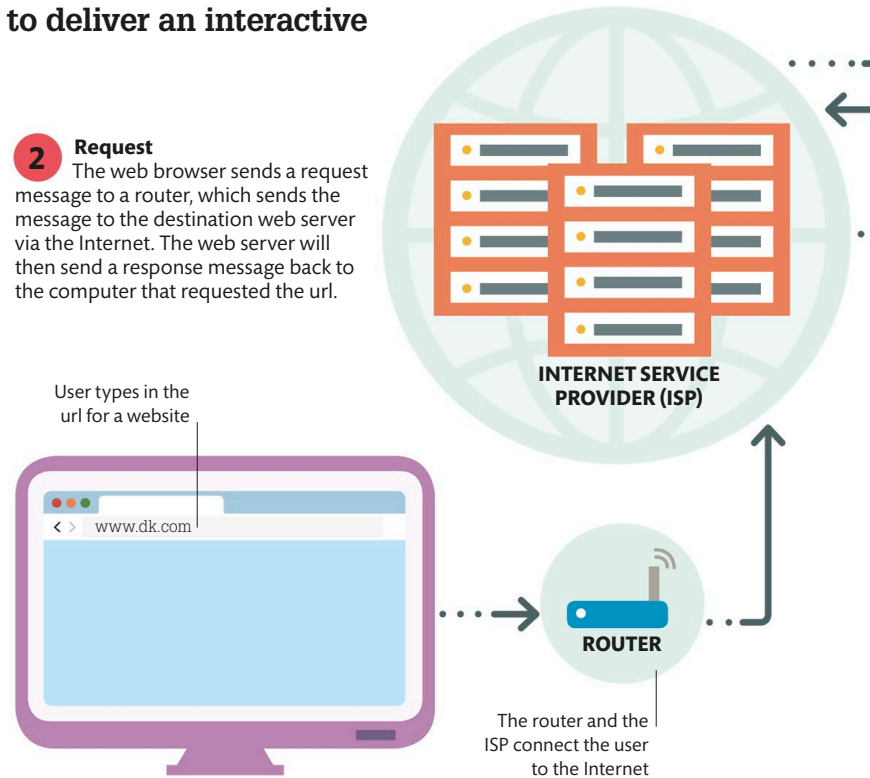 to deliver an interactive
2
Request
The web browser sends a request
message to a router, which sends the
message to the destination web server
via the Internet. The web server will
then send a response message back to
the computer that requested the url.
INTERNET SERVICE
PROVIDER (ISP)
User types in the
url for a website
www.dk.com
ROUTER
The router and the
ISP connect the user
to the Internet